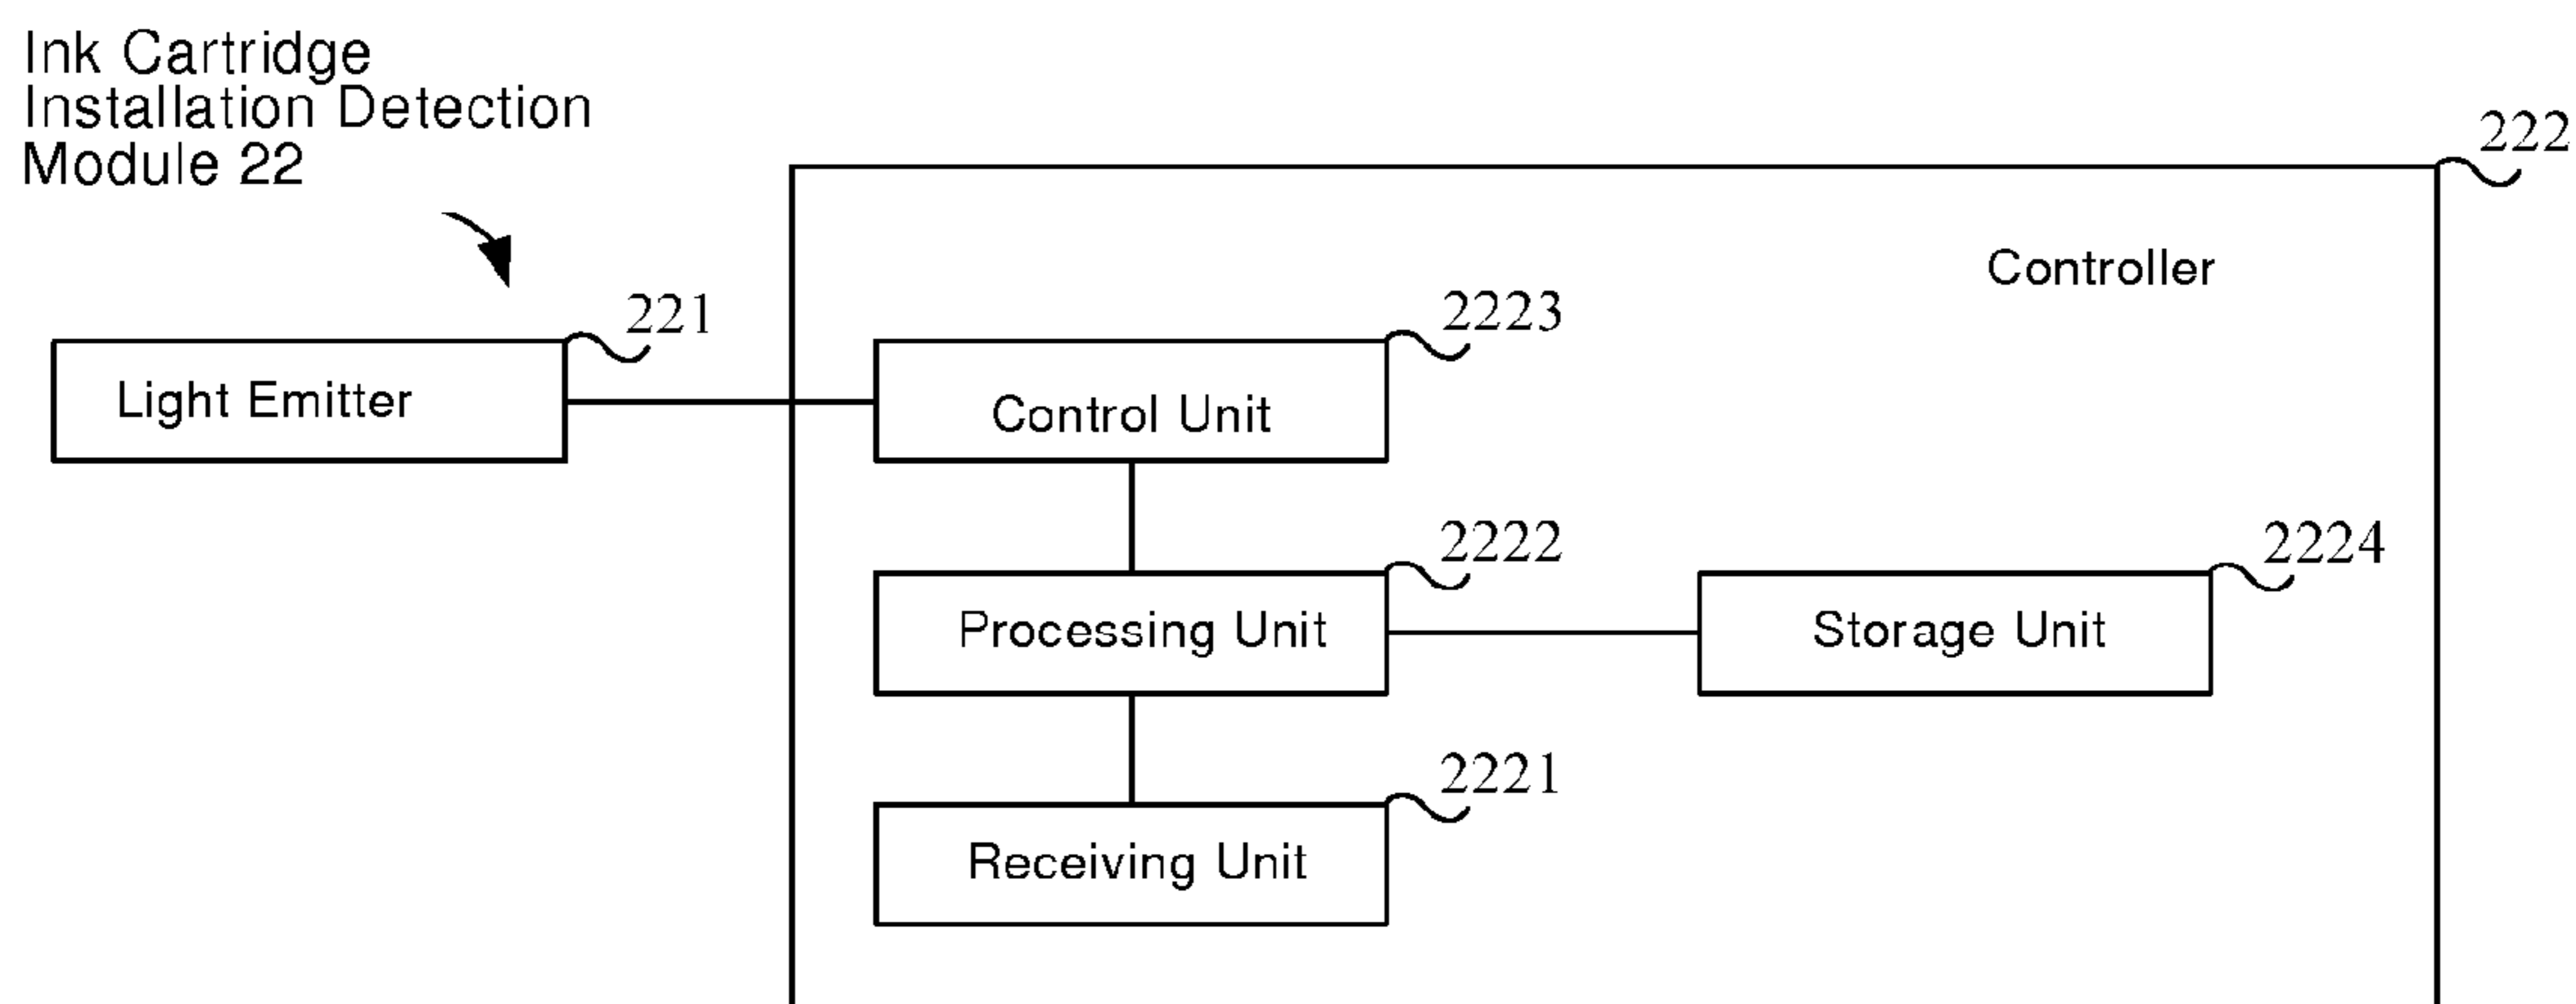 Ink Cartridge
Installation Detection
Module 22
222
Controller
221
2223
Light Emitter
Control Unit
2222
2224
Processing Unit
Storage Unit
2221
Receiving Unit